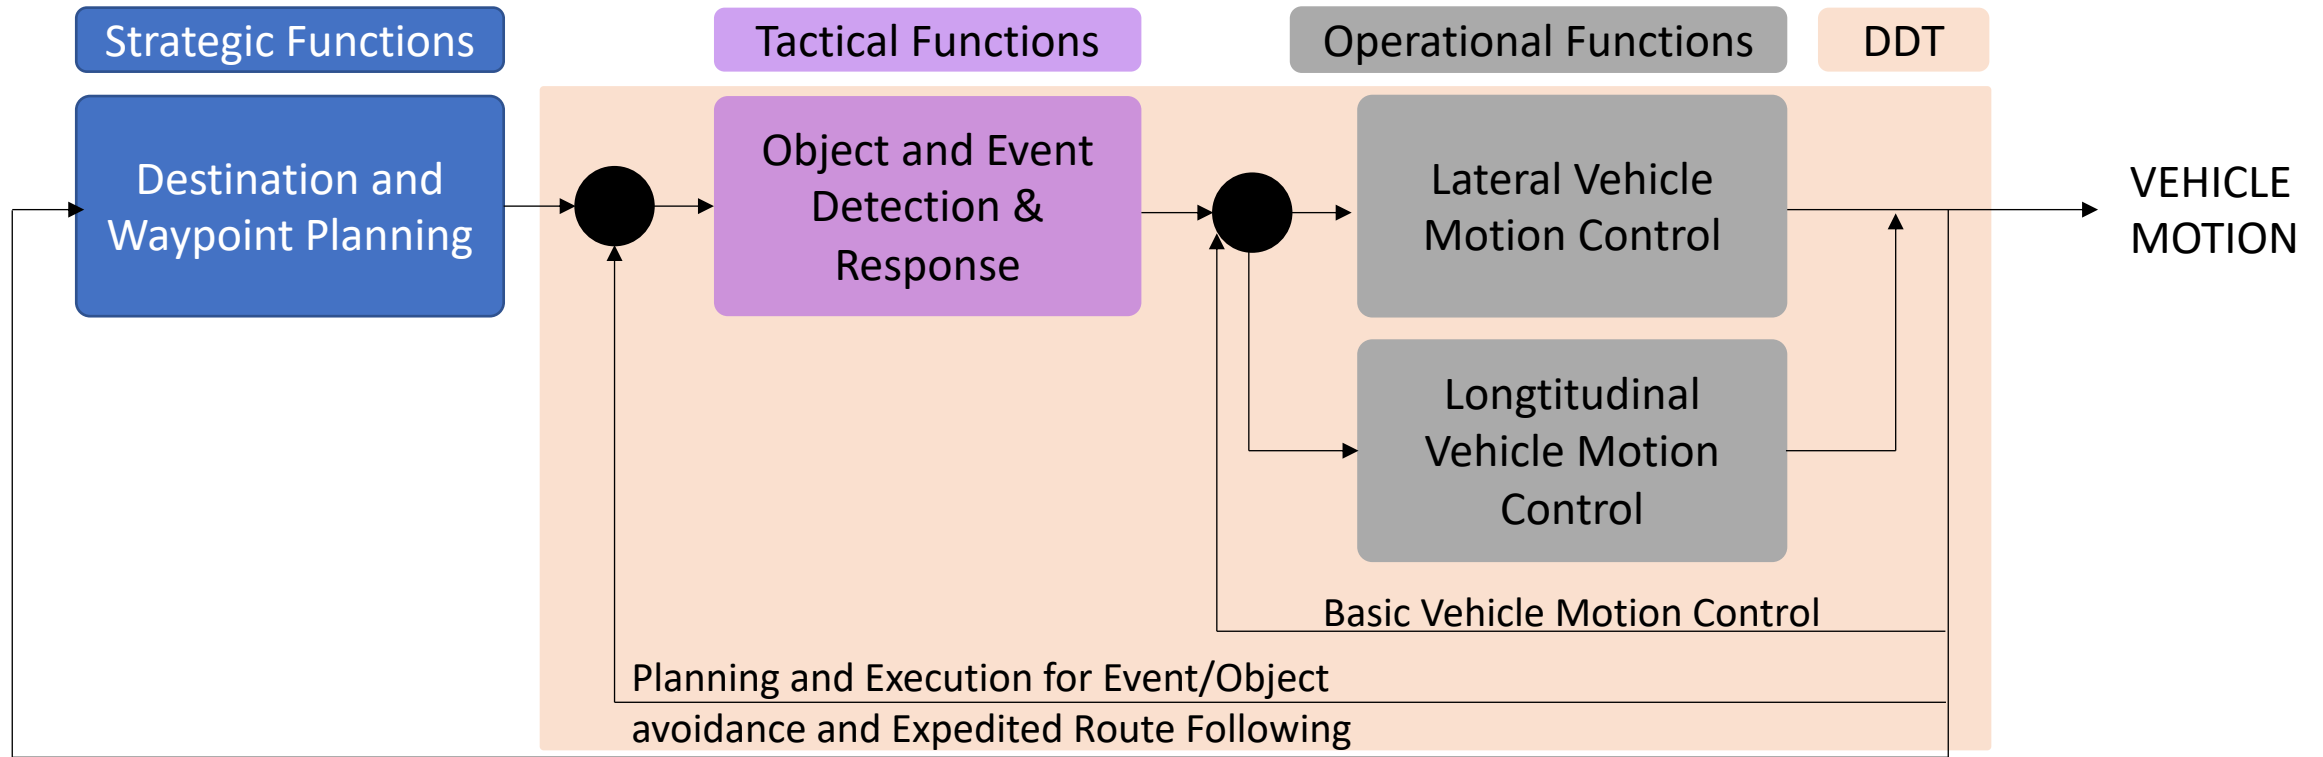 Strategic Functions
Tactical Functions
Operational Functions
DDT
Destination and
Waypoint Planning
Object and Event
Detection &
Response
Lateral Vehicle
Motion Control
VEHICLE
MOTION
Longtitudinal
Vehicle Motion
Control
Basic Vehicle Motion Control
Planning and Execution for Event/Object
avoidance and Expedited Route Following